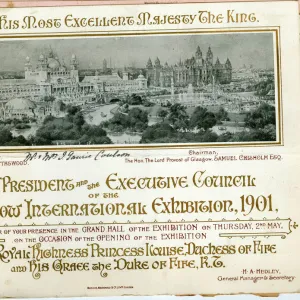 His Most Excellent Majesty The King.
Chairman,
The Hon. The Lord Provost of Glasgow, SAMUEL CHISHOLM ESQ.
President and the Executive Council
of the
ow International Exhibition, 1901.
of your presence in the GRAND HALL of the EXHIBITION on THURSDAY, 2ND MAY,
on the OCCASION of the OPENING of the EXHIBITION
Royal Highness Princess Louise, Duchess of Fife
and His Grace the Duke of Fife, K.T.
H.A. HEDLEY,
General Manager & Secretary.